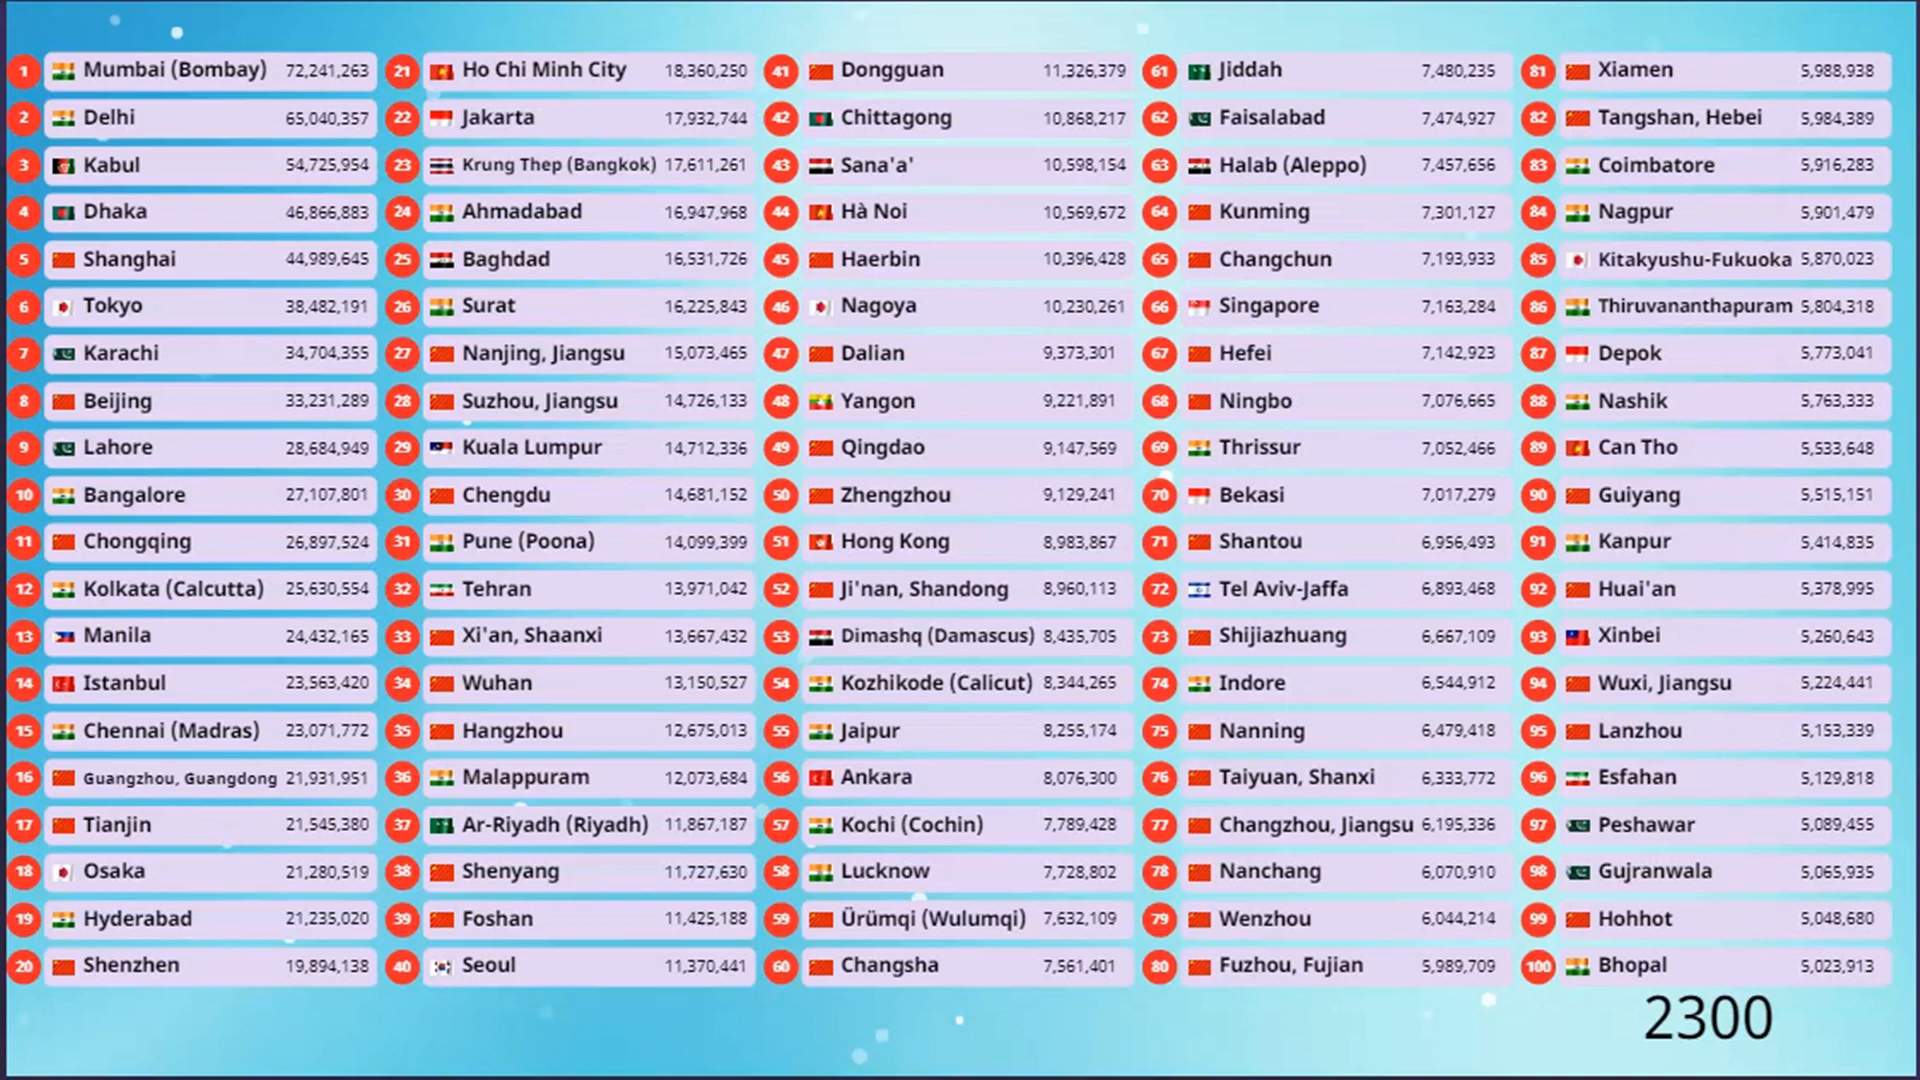 1 Mumbai (Bombay) 72,241,263
2 Delhi 65,040,357
3 Kabul 54,725,954
4 Dhaka 46,866,883
5 Shanghai 44,989,645
6 Tokyo 38,482,191
7 Karachi 34,704,355
8 Beijing 33,231,289
9 Lahore 28,684,949
10 Bangalore 27,107,801
11 Chongqing 26,897,524
12 Kolkata (Calcutta) 25,630,554
13 Manila 24,432,165
14 Istanbul 23,563,420
15 Chennai (Madras) 23,071,772
16 Guangzhou, Guangdong 21,931,951
17 Tianjin 21,545,380
18 Osaka 21,280,519
19 Hyderabad 21,235,020
20 Shenzhen 19,894,138
21 Ho Chi Minh City 18,360,250
22 Jakarta 17,932,744
23 Krung Thep (Bangkok) 17,611,261
24 Ahmadabad 16,947,968
25 Baghdad 16,531,726
26 Surat 16,225,843
27 Nanjing, Jiangsu 15,073,465
28 Suzhou, Jiangsu 14,726,133
29 Kuala Lumpur 14,712,336
30 Chengdu 14,681,152
31 Pune (Poona) 14,099,399
32 Tehran 13,971,042
33 Xi'an, Shaanxi 13,667,432
34 Wuhan 13,150,527
35 Hangzhou 12,675,013
36 Malappuram 12,073,684
37 Ar-Riyadh (Riyadh) 11,867,187
38 Shenyang 11,727,630
39 Foshan 11,425,188
40 Seoul 11,370,441
41 Dongguan 11,326,379
42 Chittagong 10,868,217
43 Sana'a' 10,598,154
44 Hà Noi 10,569,672
45 Haerbin 10,396,428
46 Nagoya 10,230,261
47 Dalian 9,373,301
48 Yangon 9,221,891
49 Qingdao 9,147,569
50 Zhengzhou 9,129,241
51 Hong Kong 8,983,867
52 Ji'nan, Shandong 8,960,113
53 Dimashq (Damascus) 8,435,705
54 Kozhikode (Calicut) 8,344,265
55 Jaipur 8,255,174
56 Ankara 8,076,300
57 Kochi (Cochin) 7,789,428
58 Lucknow 7,728,802
59 Ürümqi (Wulumqi) 7,632,109
60 Changsha 7,561,401
61 Jiddah 7,480,235
62 Faisalabad 7,474,927
63 Halab (Aleppo) 7,457,656
64 Kunming 7,301,127
65 Changchun 7,193,933
66 Singapore 7,163,284
67 Hefei 7,142,923
68 Ningbo 7,076,665
69 Thrissur 7,052,466
70 Bekasi 7,017,279
71 Shantou 6,956,493
72 Tel Aviv-Jaffa 6,893,468
73 Shijiazhuang 6,667,109
74 Indore 6,544,912
75 Nanning 6,479,418
76 Taiyuan, Shanxi 6,333,772
77 Changzhou, Jiangsu 6,195,336
78 Nanchang 6,070,910
79 Wenzhou 6,044,214
80 Fuzhou, Fujian 5,989,709
81 Xiamen 5,988,938
82 Tangshan, Hebei 5,984,389
83 Coimbatore 5,916,283
84 Nagpur 5,901,479
85 Kitakyushu-Fukuoka 5,870,023
86 Thiruvananthapuram 5,804,318
87 Depok 5,773,041
88 Nashik 5,763,333
89 Can Tho 5,533,648
90 Guiyang 5,515,151
91 Kanpur 5,414,835
92 Huai'an 5,378,995
93 Xinbei 5,260,643
94 Wuxi, Jiangsu 5,224,441
95 Lanzhou 5,153,339
96 Esfahan 5,129,818
97 Peshawar 5,089,455
98 Gujranwala 5,065,935
99 Hohhot 5,048,680
100 Bhopal 5,023,913
2300